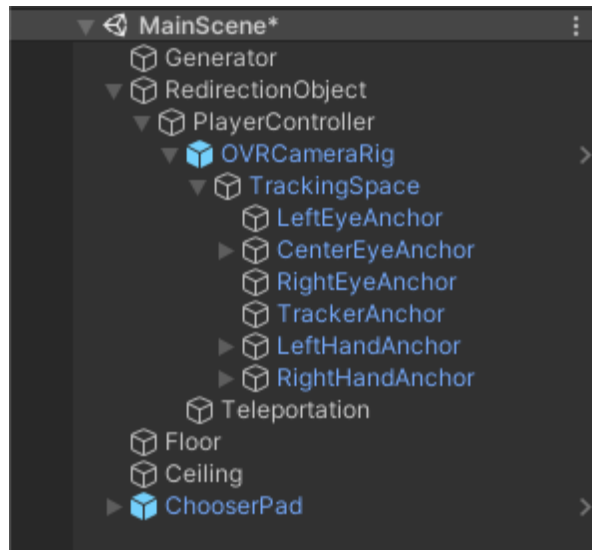 MainScene*
Generator
RedirectionObject
PlayerController
OVRCameraRig
TrackingSpace
LeftEyeAnchor
CenterEyeAnchor
RightEyeAnchor
TrackerAnchor
LeftHandAnchor
RightHandAnchor
Teleportation
Floor
Ceiling
ChooserPad